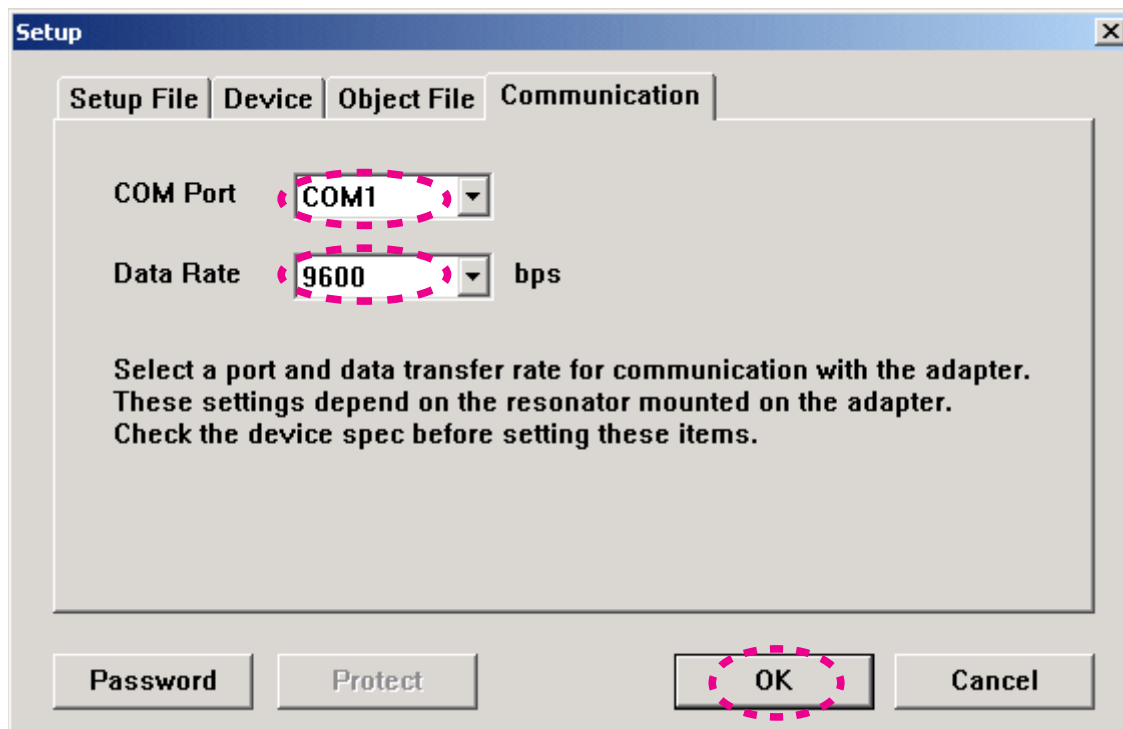 Setup
Setup File Device Object File Communication
COM Port COM1
Data Rate 9600 bps
Select a port and data transfer rate for communication with the adapter.
These settings depend on the resonator mounted on the adapter.
Check the device spec before setting these items.
Password Protect OK Cancel